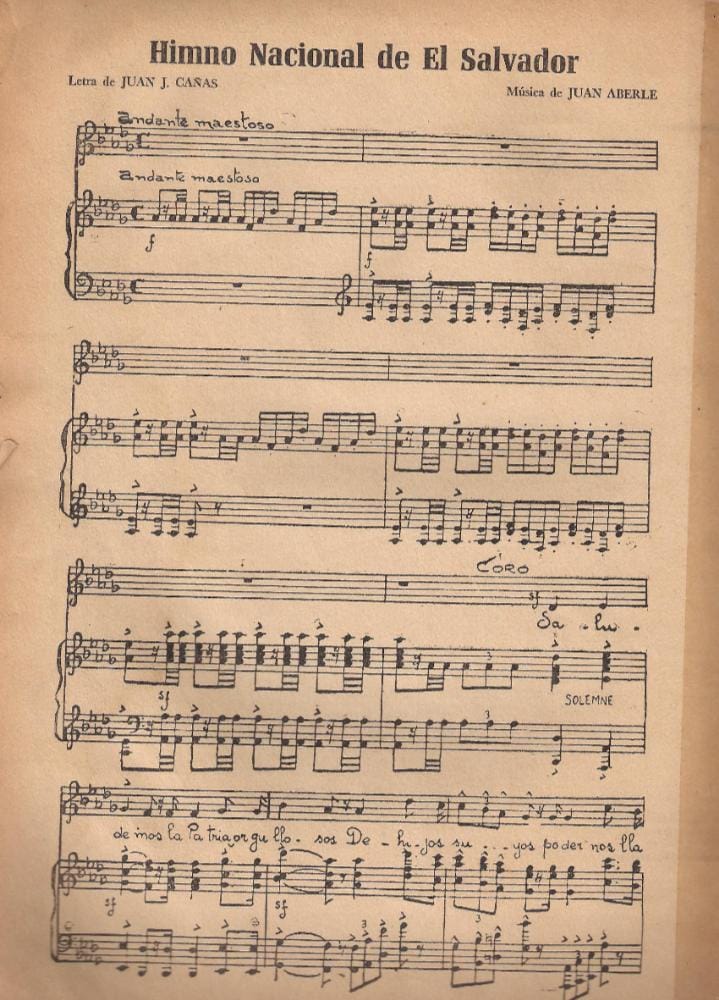 Himno Nacional de El Salvador
Letra de JUAN J. CAÑAS
Música de JUAN ABERLE
andante maestoso
andante maestoso
f
f
CORO
sf
Sa - lu -
sf
SOLEMNE
de mos la Pa tria or gu llo - sos De - hi - jos su . . . yos po der nos lla
sf
sf